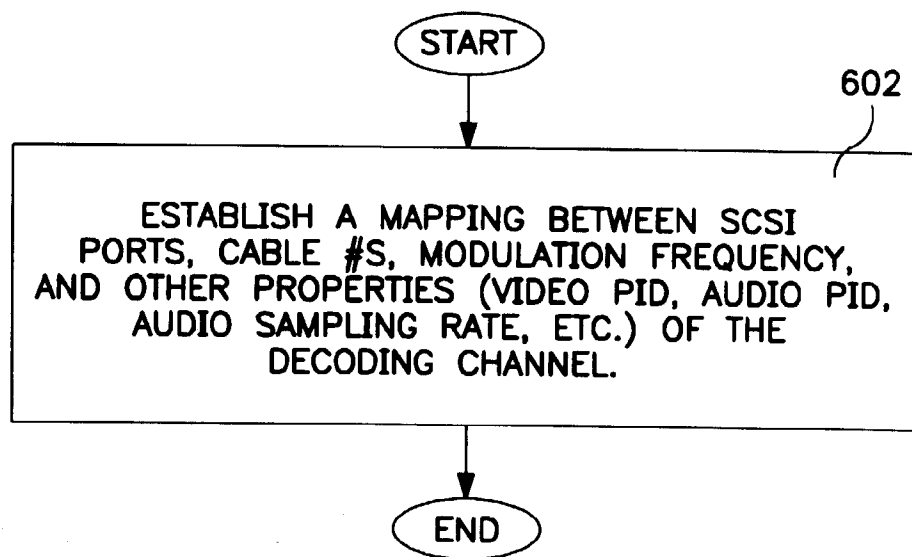 START
602
ESTABLISH A MAPPING BETWEEN SCSI
PORTS, CABLE #S, MODULATION FREQUENCY,
AND OTHER PROPERTIES (VIDEO PID, AUDIO PID,
AUDIO SAMPLING RATE, ETC.) OF THE
DECODING CHANNEL.
END